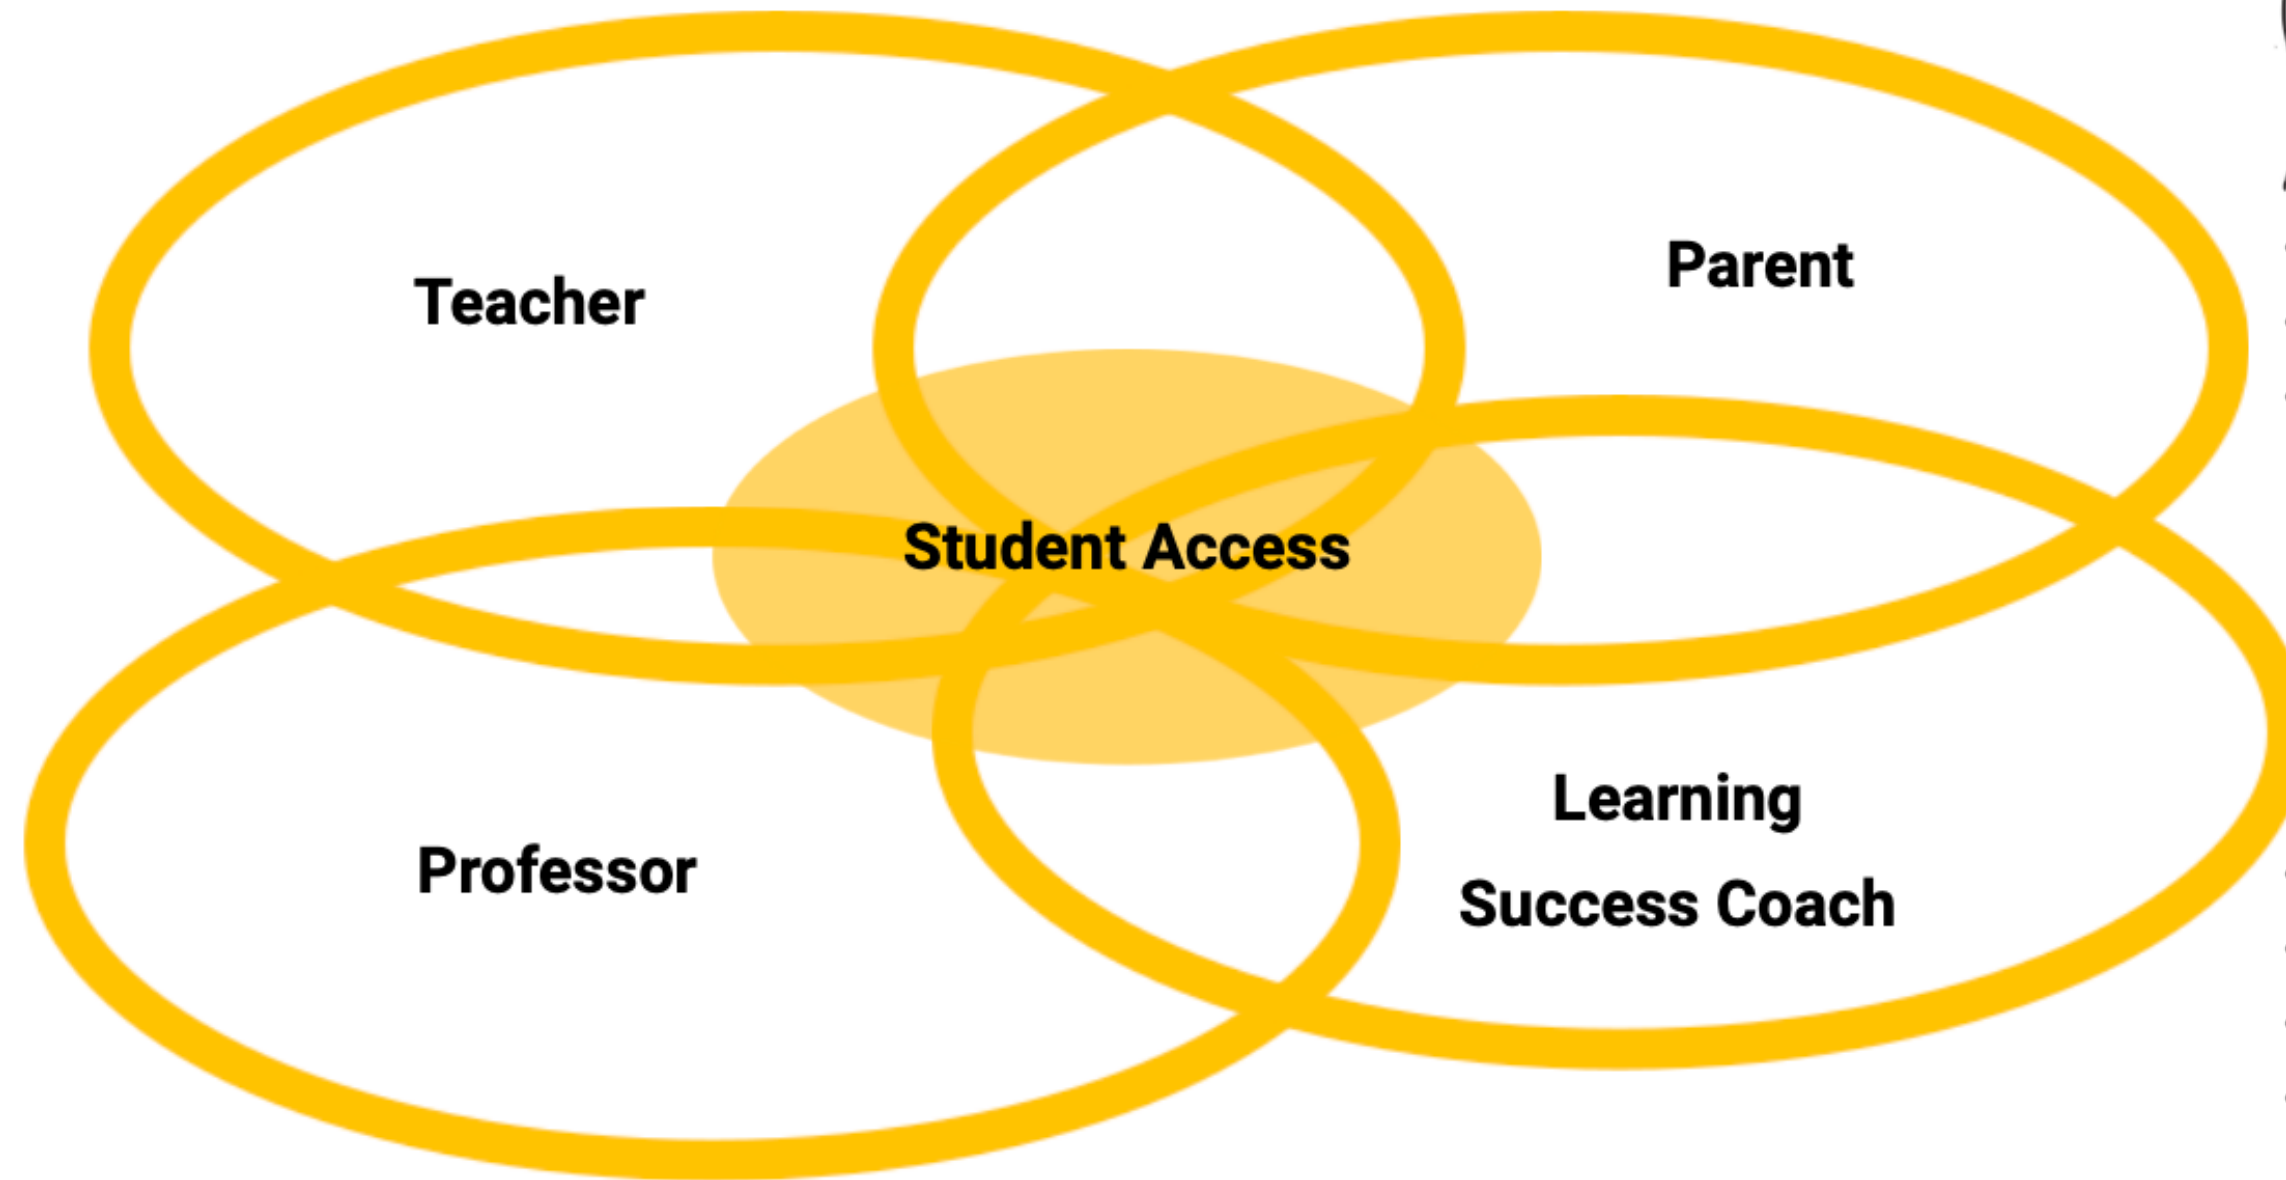 Teacher
Parent
Student Access
Professor
Learning
Success Coach